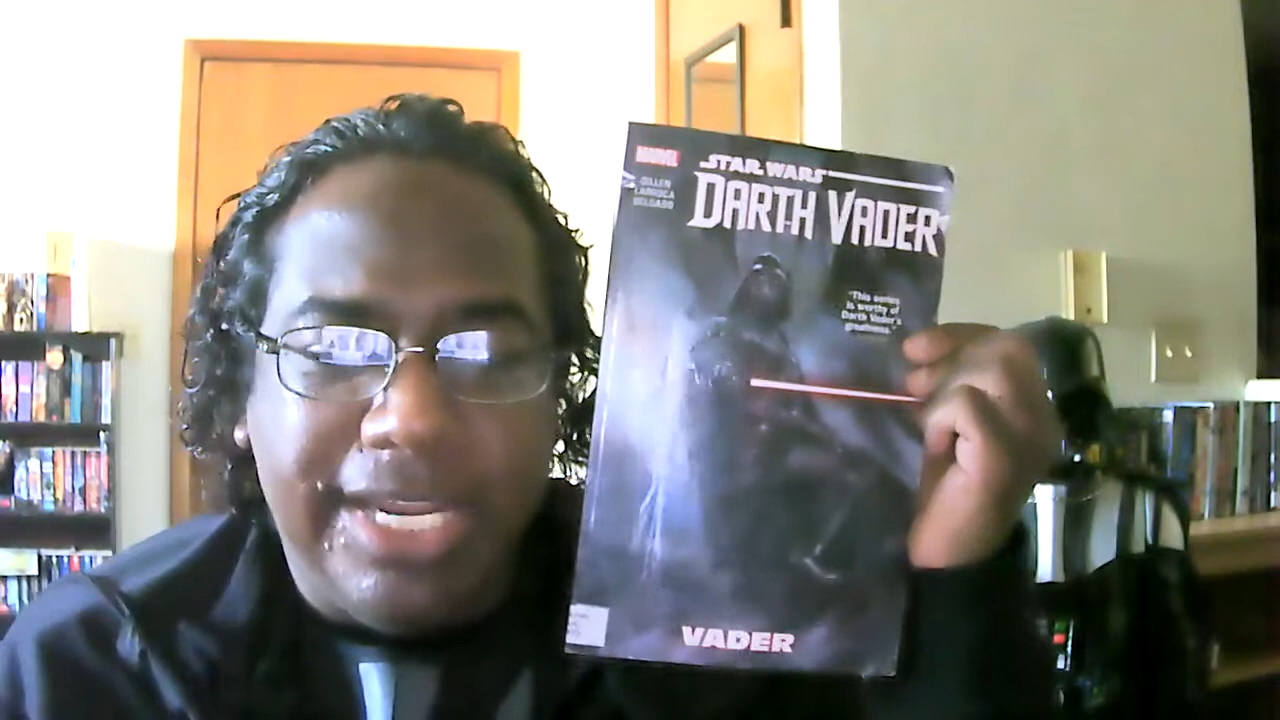 MARVEL
STAR WARS
DARTH VADER
GILLEN
LARROCA
DELGADO
"This series
is worthy of
Darth Vader's
greatness."
VADER